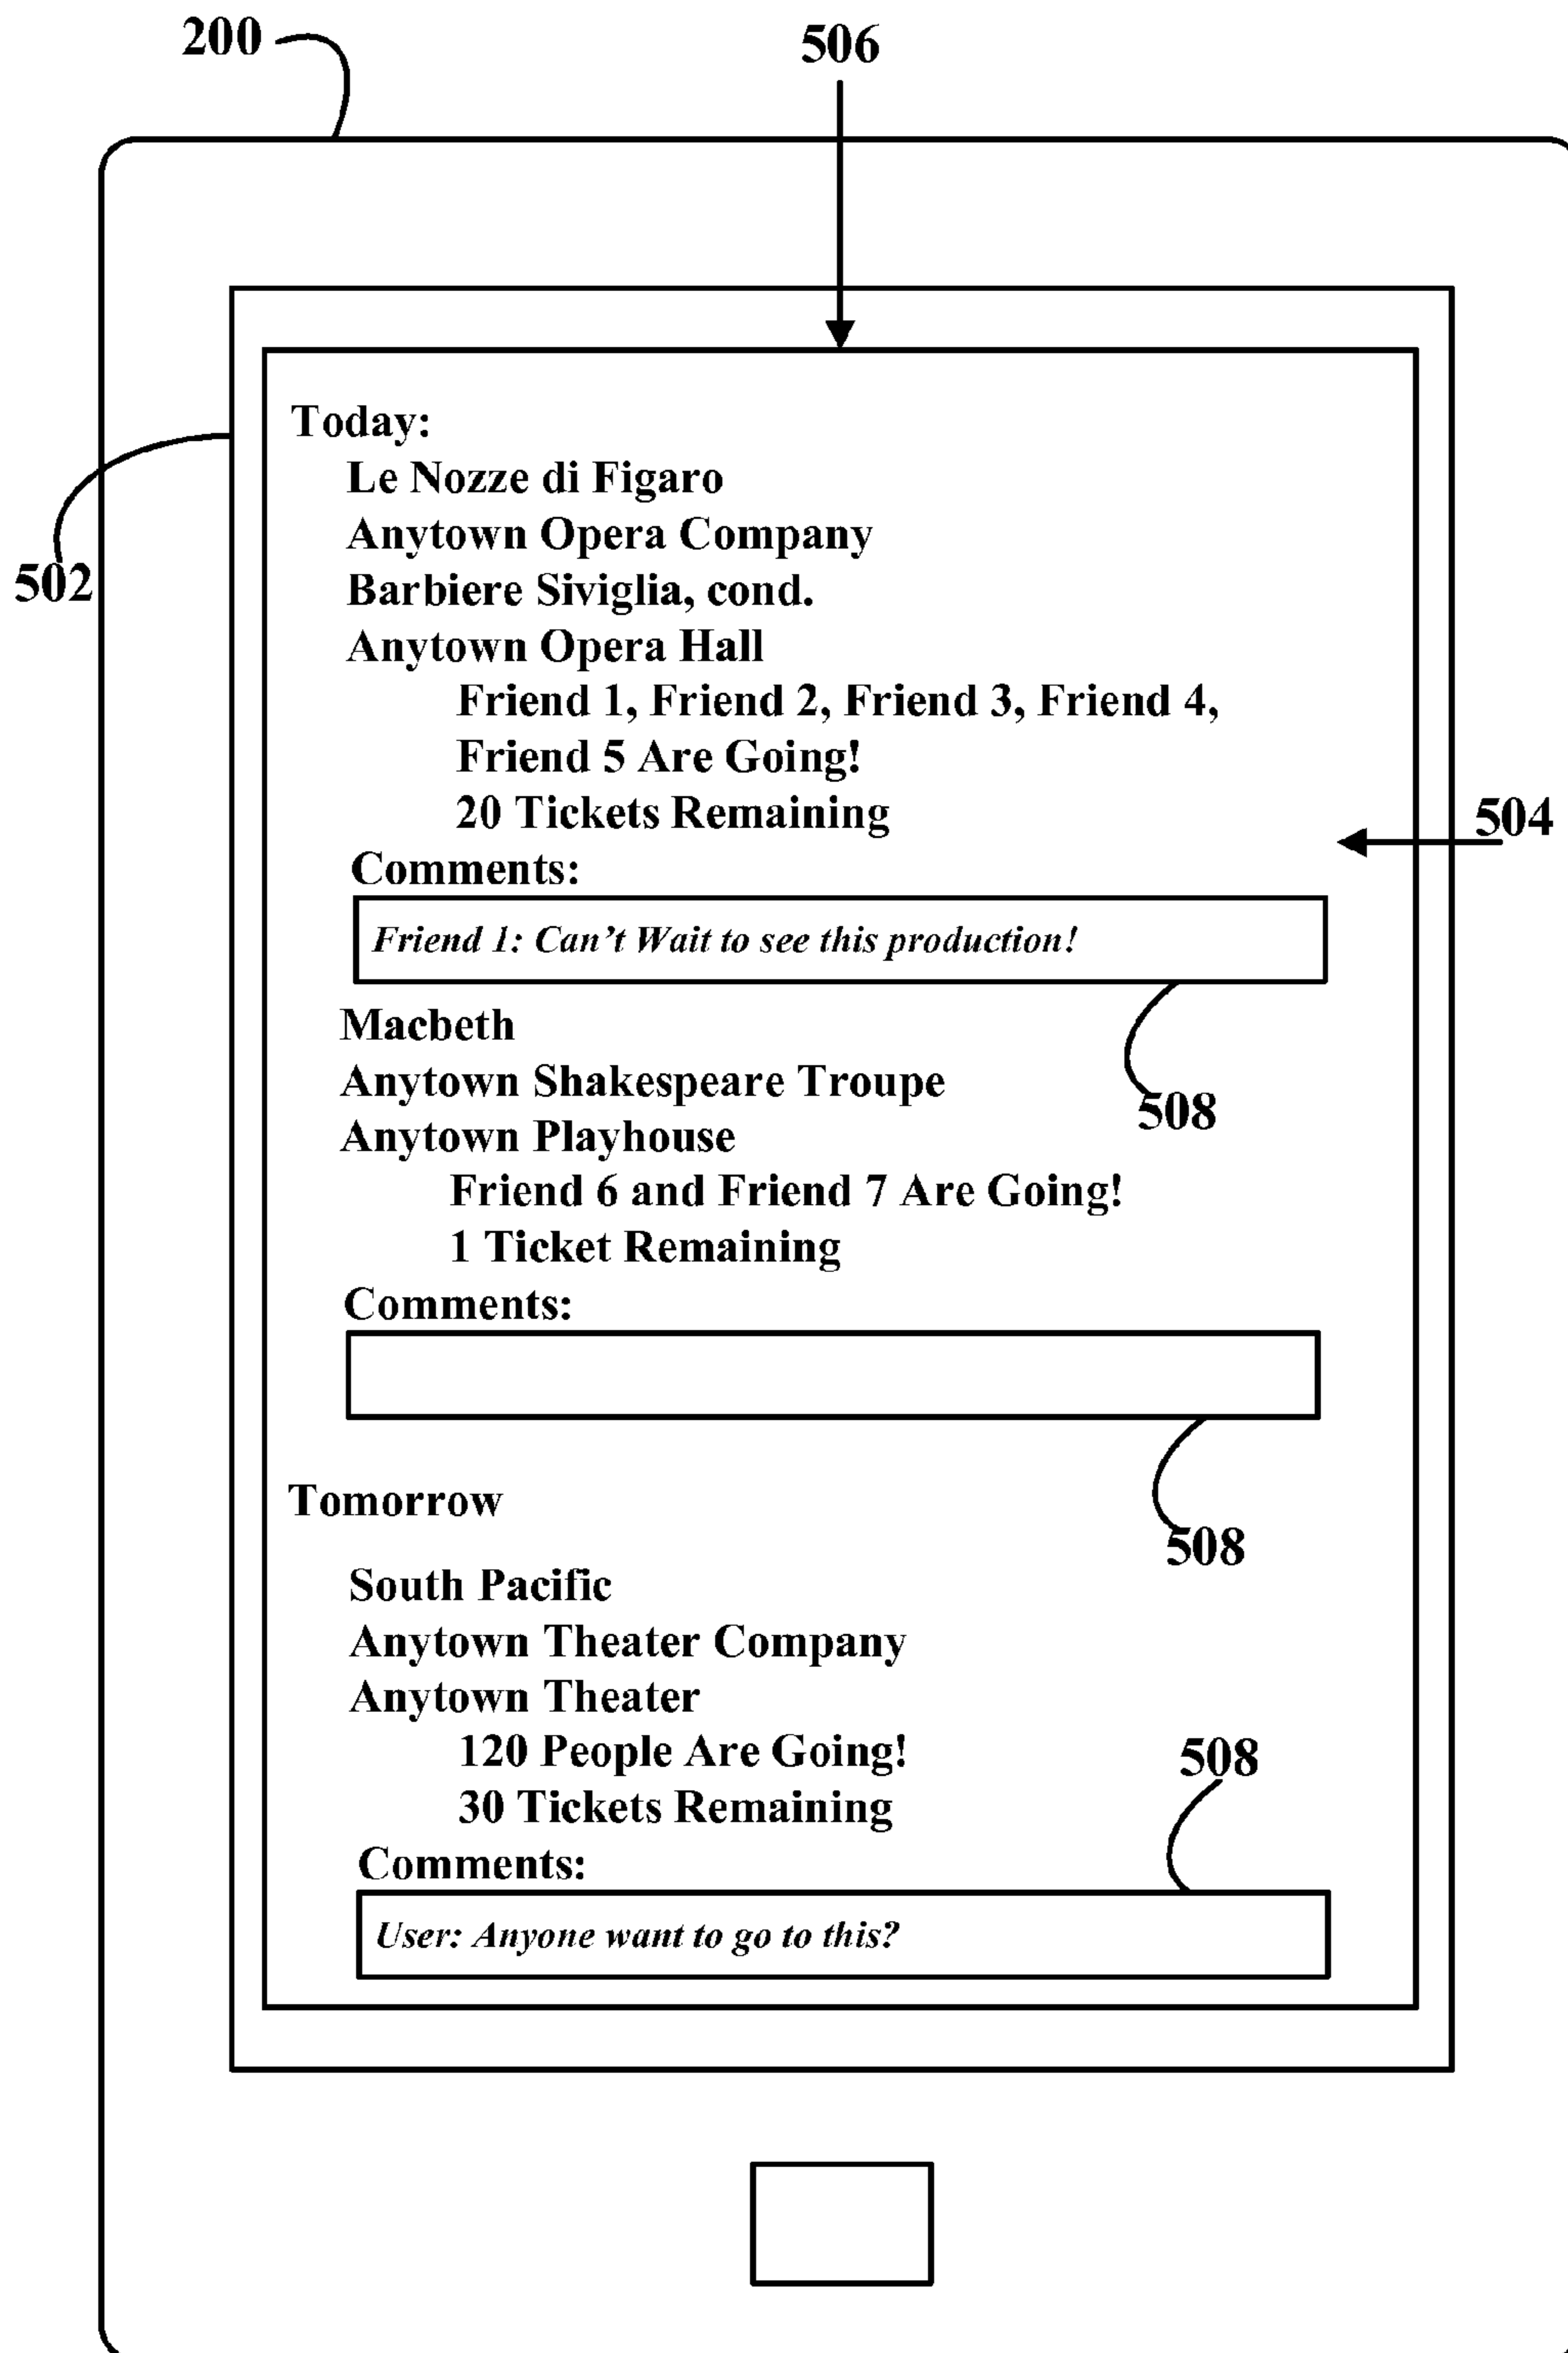 200
506
Today:
Le Nozze di Figaro
Anytown Opera Company
502
Barbiere Siviglia, cond.
Anytown Opera Hall
Friend 1, Friend 2, Friend 3, Friend 4,
Friend 5 Are Going!
20 Tickets Remaining
504
Comments:
Friend 1: Can't Wait to see this production!
Macbeth
Anytown Shakespeare Troupe
508
Anytown Playhouse
Friend 6 and Friend 7 Are Going!
1 Ticket Remaining
Comments:
Tomorrow
508
South Pacific
Anytown Theater Company
Anytown Theater
120 People Are Going!
508
30 Tickets Remaining
Comments:
User: Anyone want to go to this?